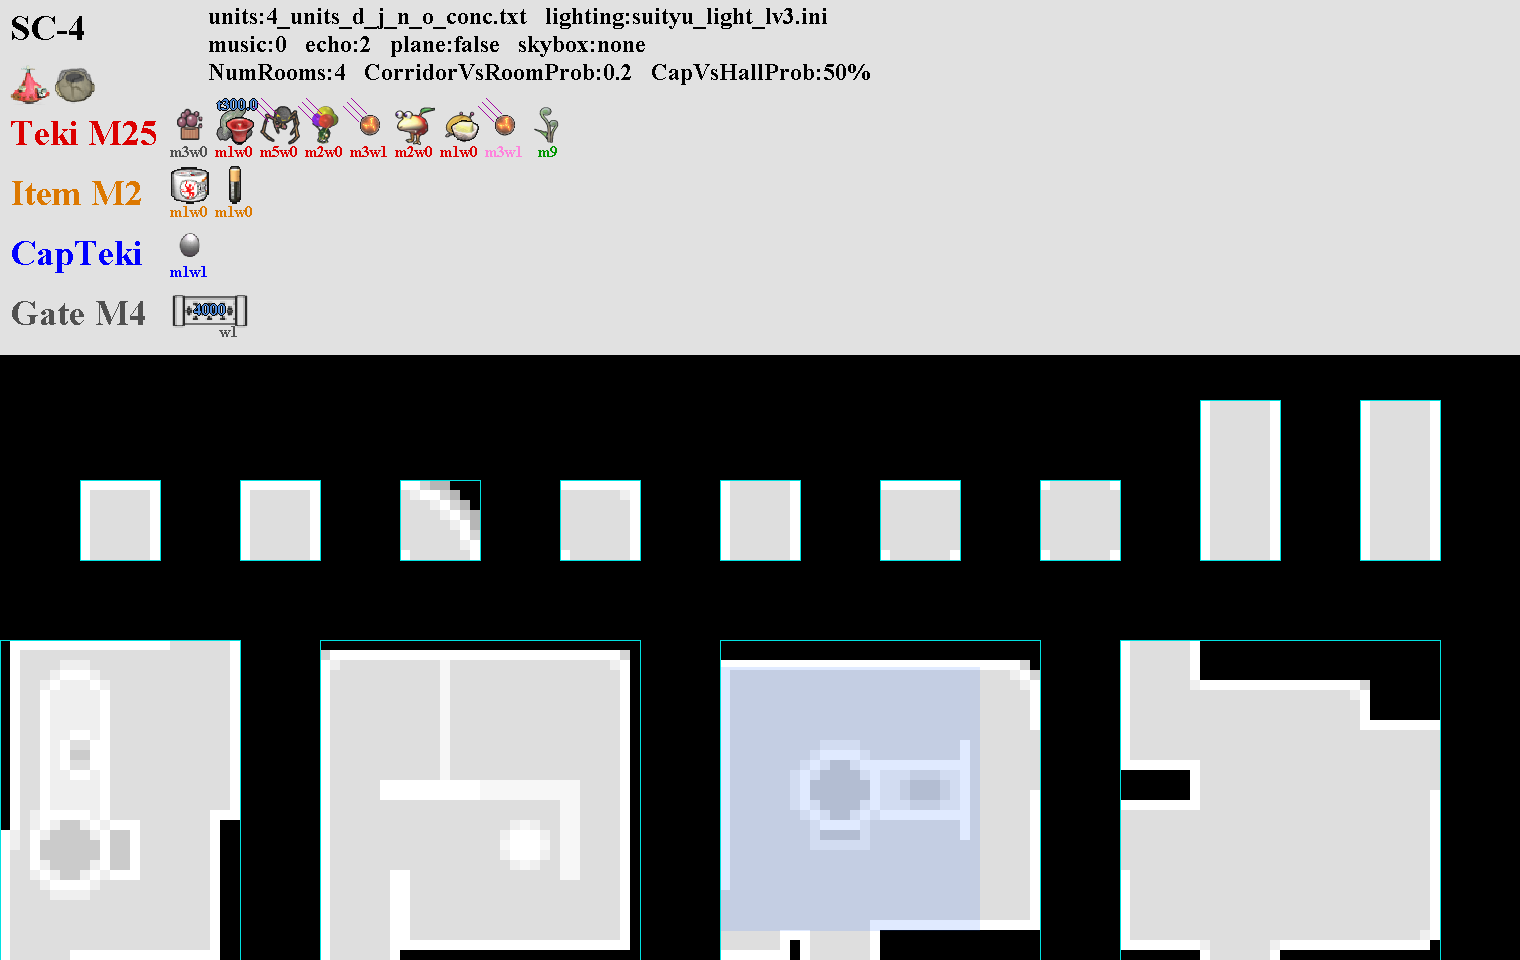 SC-4
units:4_units_d_j_n_o_conc.txt lighting:suityu_light_lv3.ini
music:0 echo:2 plane:false skybox:none
NumRooms:4 CorridorVsRoomProb:0.2 CapVsHallProb:50%
t300.0
Teki M25
m3w0 m1w0 m5w0 m2w0 m3w1 m2w0 m1w0 m3w1 m9
Item M2
m1w0 m1w0
CapTeki
m1w1
Gate M4
4000
w1